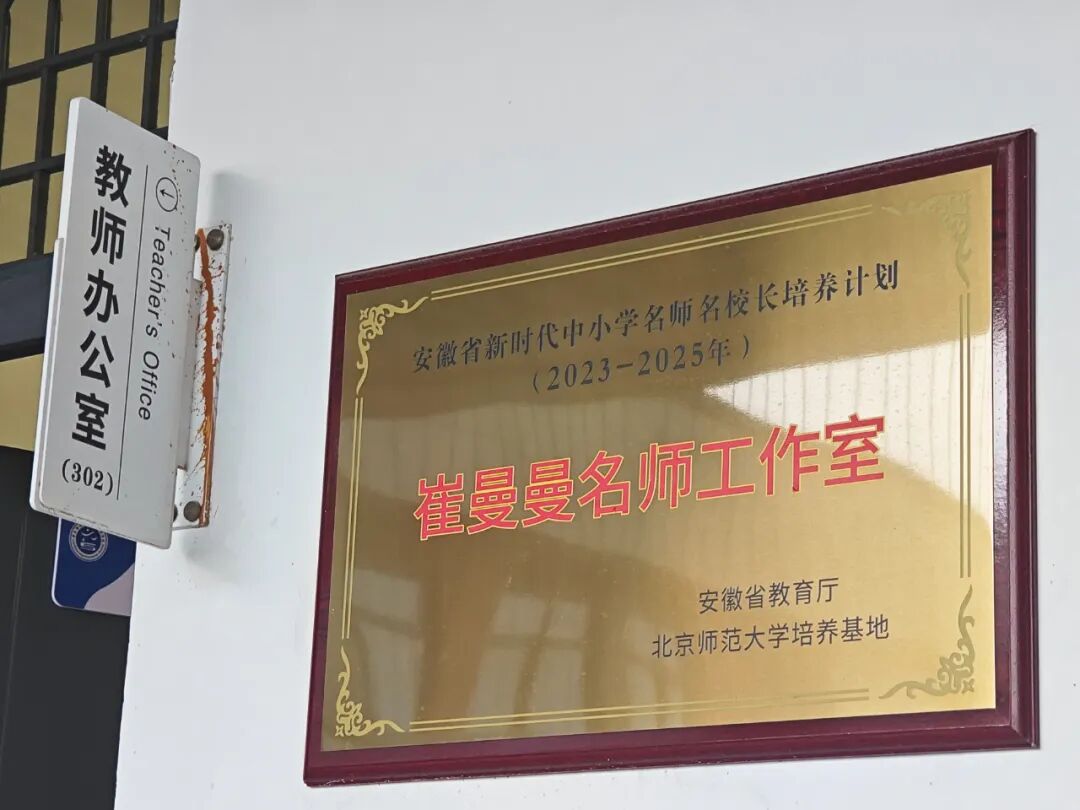 教师办公室
(302)
Teacher's Office
安徽省新时代中小学名师名校长培养计划
（2023-2025年）
崔曼曼名师工作室
安徽省教育厅
北京师范大学培养基地